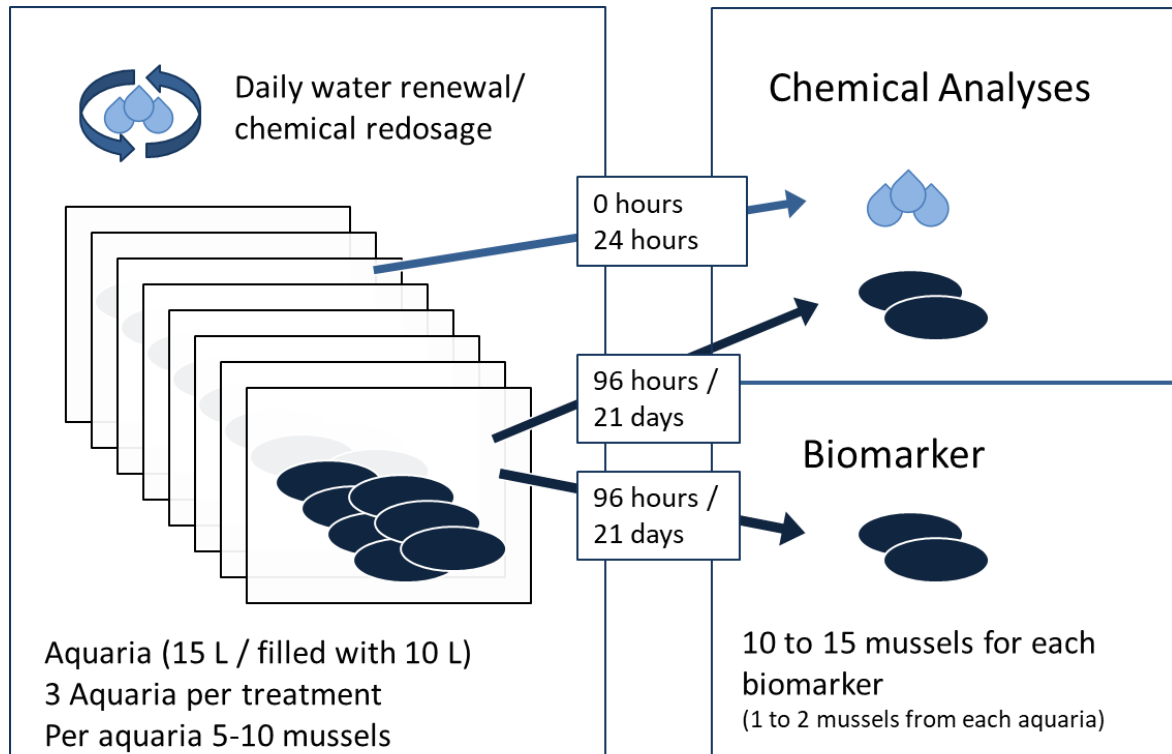 Daily water renewal/
chemical redosage
Aquaria (15 L / filled with 10 L)
3 Aquaria per treatment
Per aquaria 5-10 mussels
0 hours
24 hours
96 hours /
21 days
96 hours /
21 days
Chemical Analyses
Biomarker
10 to 15 mussels for each
biomarker
(1 to 2 mussels from each aquaria)